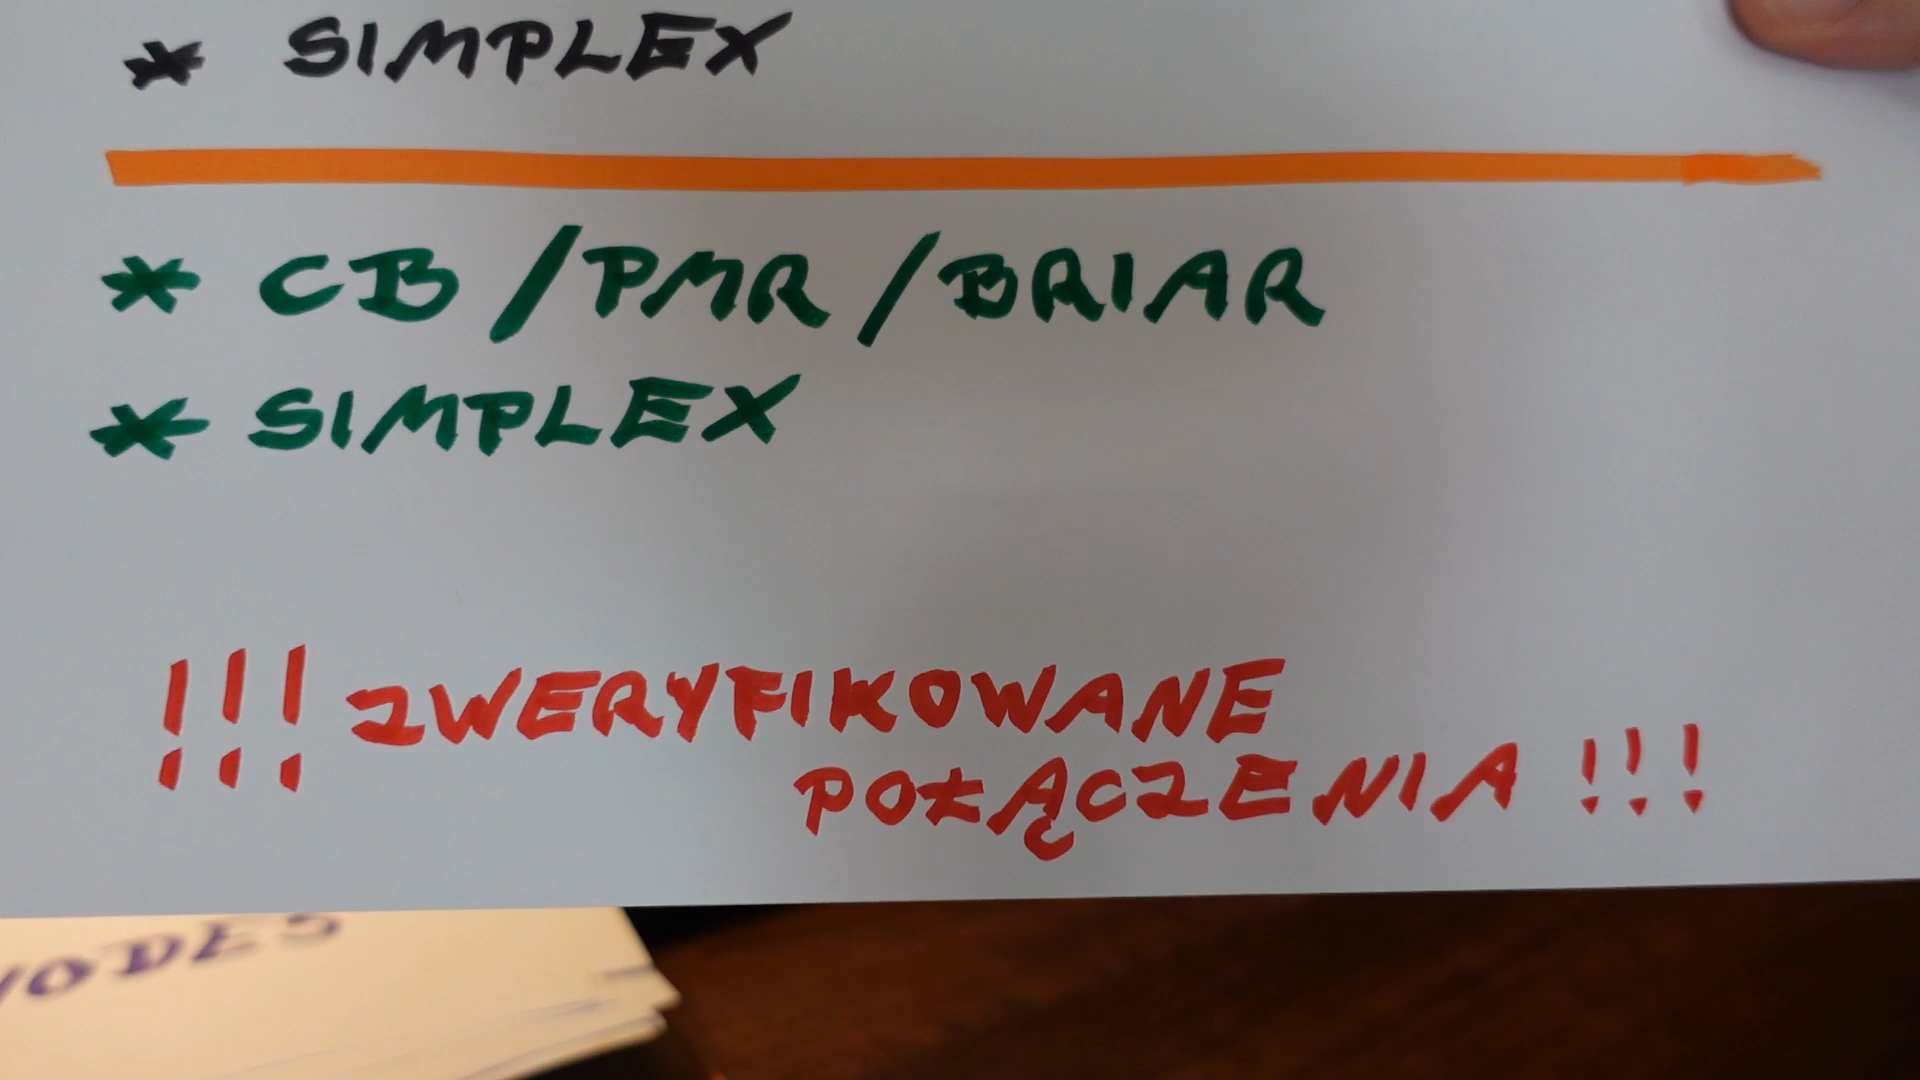 * SIMPLEX
* CB / PMR / BRIAR
* SIMPLEX
!!! ZWERYFIKOWANE
POŁĄCZENIA !!!